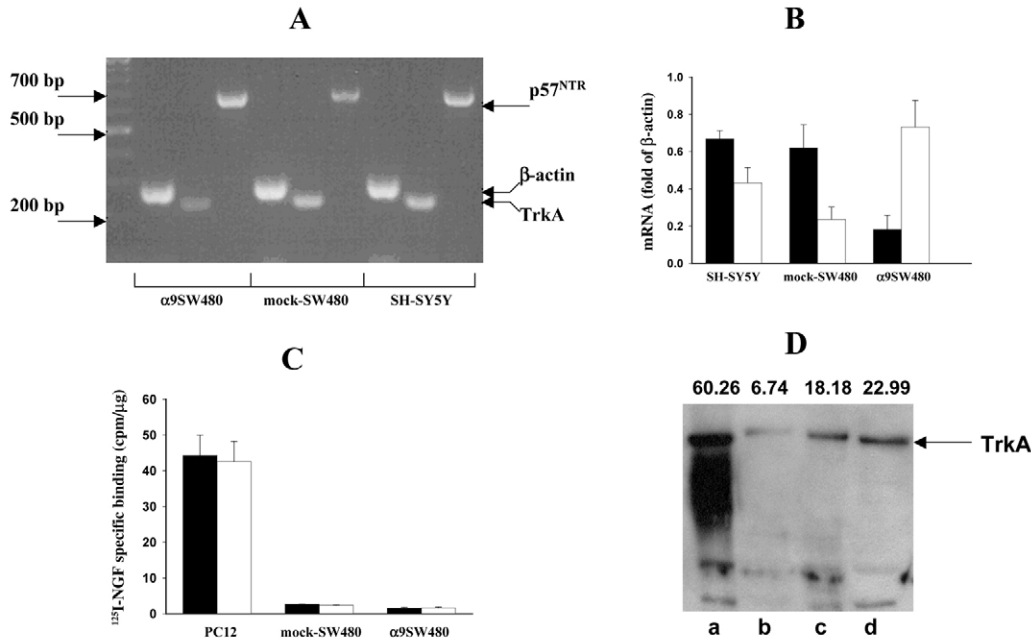 A
700 bp
500 bp
200 bp
p57NTR
β-actin
TrkA
α9SW480 mock-SW480 SH-SY5Y
B
mRNA (fold of β-actin)
1.0
0.8
0.6
0.4
0.2
0.0
SH-SY5Y mock-SW480 α9SW480
C
125I-NGF specific binding (cpm/μg)
60
50
40
30
20
10
0
PC12 mock-SW480 α9SW480
D
60.26 6.74 18.18 22.99
TrkA
a b c d